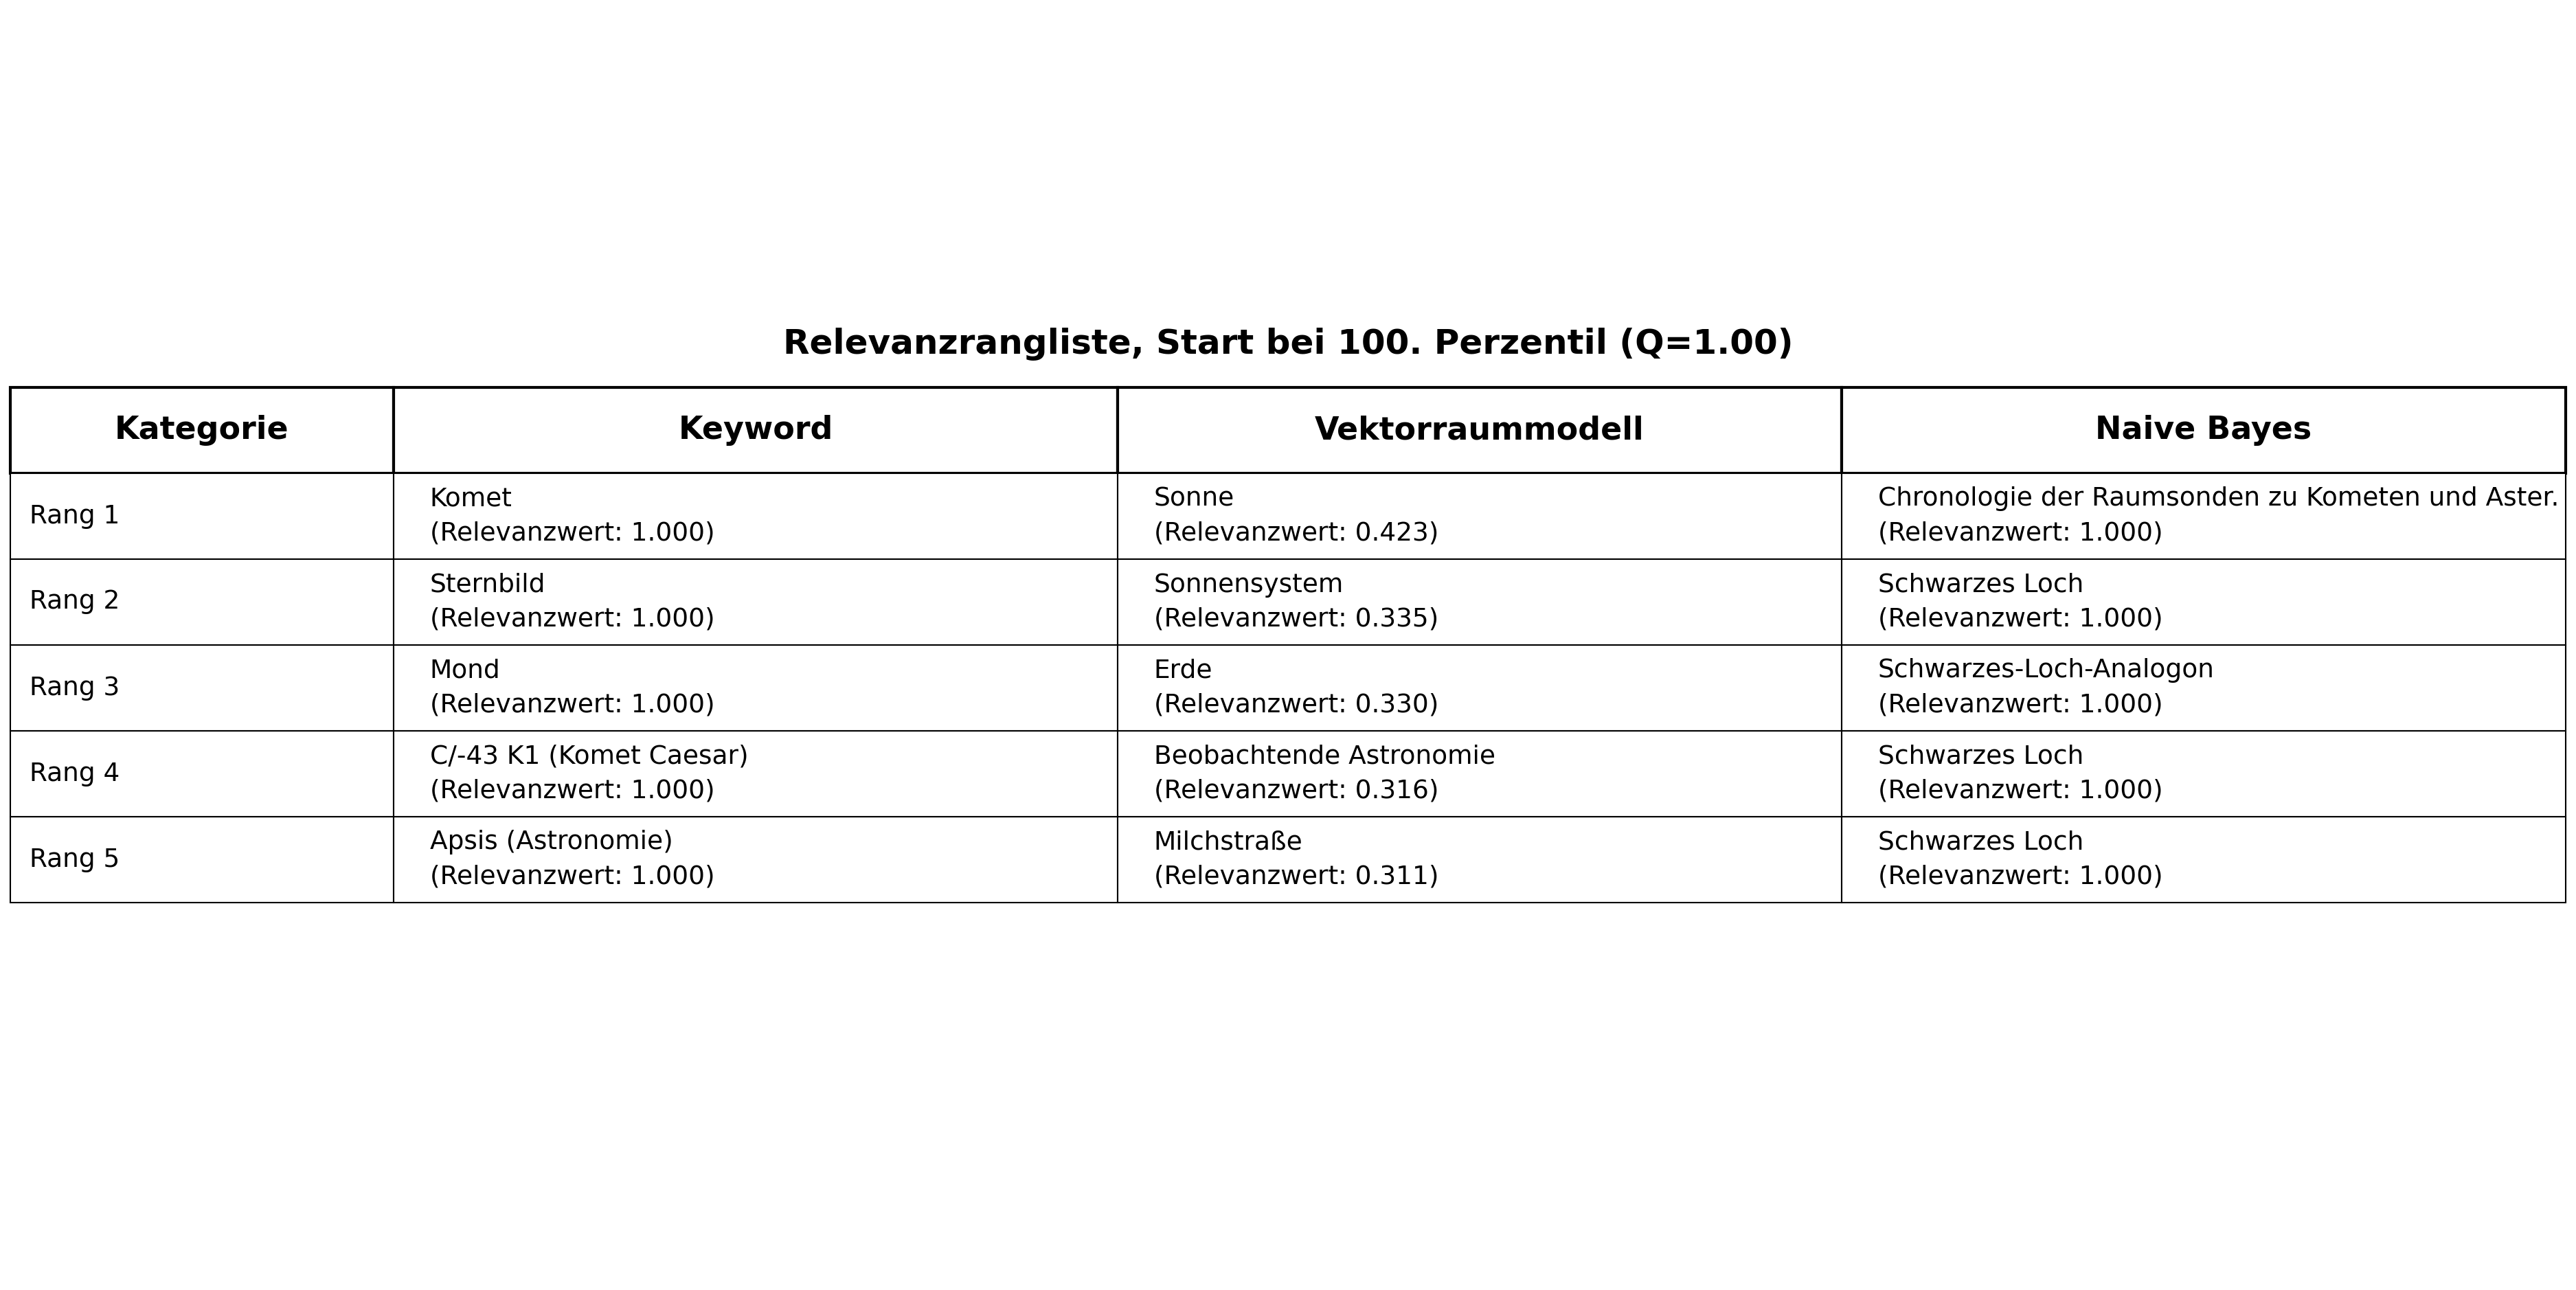 Relevanzrangliste, Start bei 100. Perzentil (Q=1.00)
Kategorie
Keyword
Vektorraummodell
Naive Bayes
Rang 1
Komet
(Relevanzwert: 1.000)
Sonne
(Relevanzwert: 0.423)
Chronologie der Raumsonden zu Kometen und Aster.
(Relevanzwert: 1.000)
Rang 2
Sternbild
(Relevanzwert: 1.000)
Sonnensystem
(Relevanzwert: 0.335)
Schwarzes Loch
(Relevanzwert: 1.000)
Rang 3
Mond
(Relevanzwert: 1.000)
Erde
(Relevanzwert: 0.330)
Schwarzes-Loch-Analogon
(Relevanzwert: 1.000)
Rang 4
C/-43 K1 (Komet Caesar)
(Relevanzwert: 1.000)
Beobachtende Astronomie
(Relevanzwert: 0.316)
Schwarzes Loch
(Relevanzwert: 1.000)
Rang 5
Apsis (Astronomie)
(Relevanzwert: 1.000)
Milchstraße
(Relevanzwert: 0.311)
Schwarzes Loch
(Relevanzwert: 1.000)